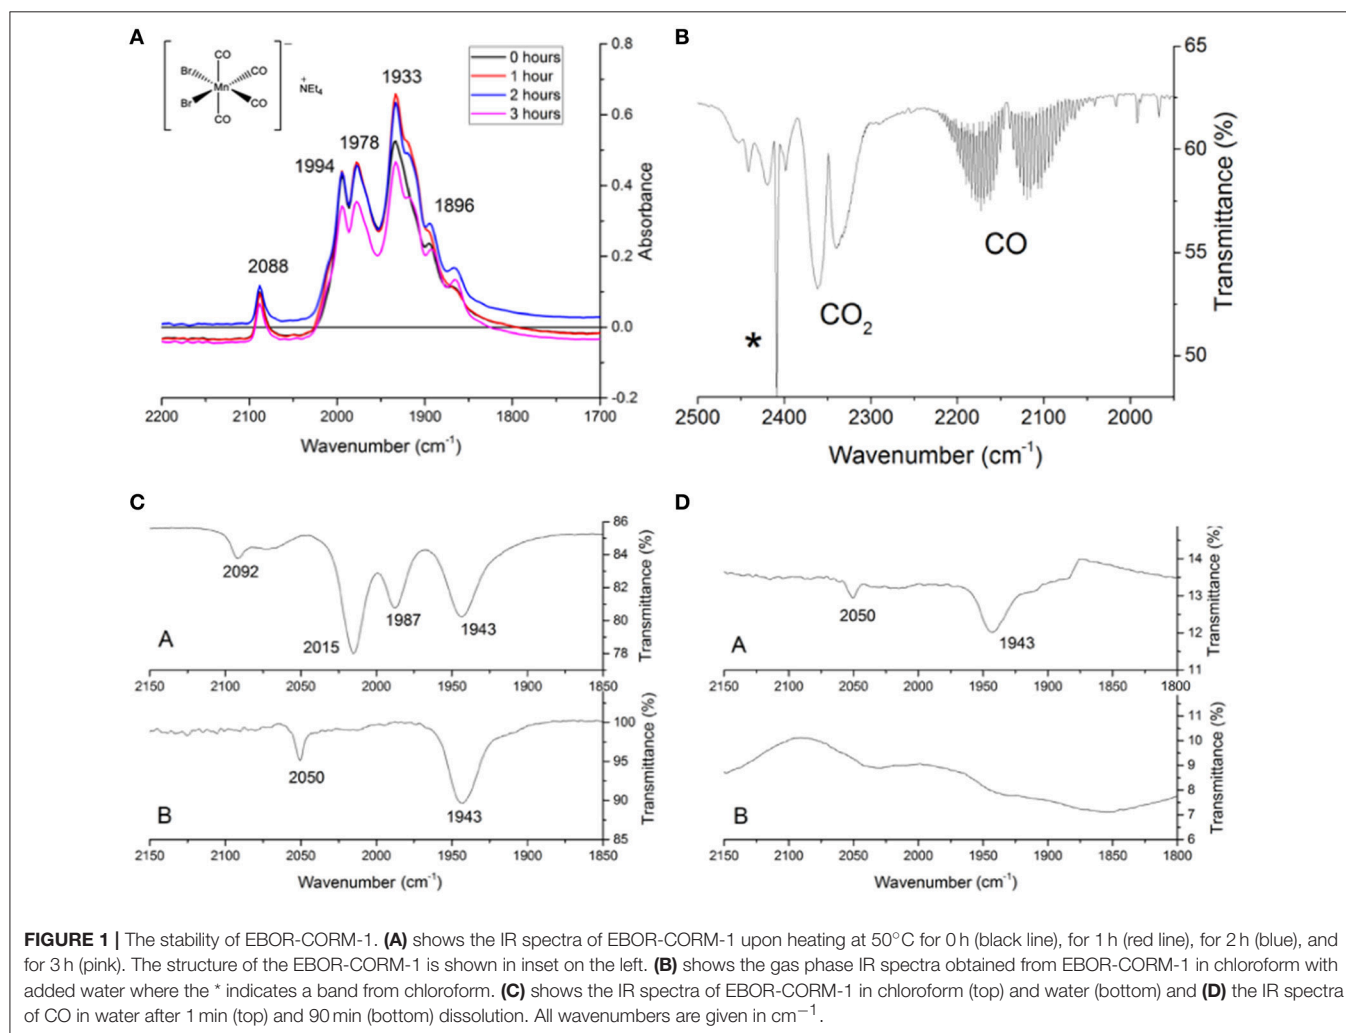 A
CO
Br
CO
Mn
Br
CO
CO
−
+
NEt4
0 hours
1 hour
2 hours
3 hours
2088
1994
1978
1933
1896
0.8
0.6
0.4
0.2
0.0
-0.2
Absorbance
2200 2100 2000 1900 1800 1700
Wavenumber (cm-1)
B
65
60
55
50
Transmittance (%)
*
CO2
CO
2500 2400 2300 2200 2100 2000
Wavenumber (cm-1)
C
86
84
82
80
78
Transmittance (%)
2092
2015
1987
1943
A
2150 2100 2050 2000 1950 1900 1850
100
95
90
85
Transmittance (%)
2050
1943
B
2150 2100 2050 2000 1950 1900 1850
Wavenumber (cm-1)
D
14
13
12
11
Transmittance (%)
2050
1943
A
2150 2100 2050 2000 1950 1900 1850 1800
11
10
9
8
7
6
Transmittance (%)
B
2150 2100 2050 2000 1950 1900 1850 1800
Wavenumber (cm-1)
FIGURE 1 | The stability of EBOR-CORM-1. (A) shows the IR spectra of EBOR-CORM-1 upon heating at 50°C for 0 h (black line), for 1 h (red line), for 2 h (blue), and
for 3 h (pink). The structure of the EBOR-CORM-1 is shown in inset on the left. (B) shows the gas phase IR spectra obtained from EBOR-CORM-1 in chloroform with
added water where the * indicates a band from chloroform. (C) shows the IR spectra of EBOR-CORM-1 in chloroform (top) and water (bottom) and (D) the IR spectra
of CO in water after 1 min (top) and 90 min (bottom) dissolution. All wavenumbers are given in cm−1.